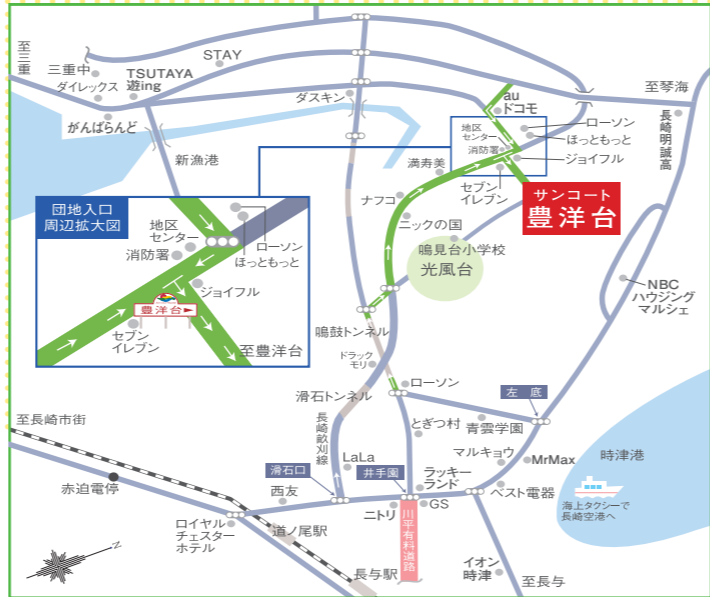 至三重
三重中
ダイレックス
TSUTAYA
遊ing
がんばらんど
STAY
新漁港
ダスキン
au
ドコモ
地区
センター
消防署
ローソン
ほっともっと
ジョイフル
至琴海
長崎明誠高
満寿美
セブン
イレブン
サンコート
豊洋台
ナフコ
ニックの国
鳴見台小学校
光風台
団地入口
周辺拡大図
地区
センター
消防署
ローソン
ほっともっと
ジョイフル
豊洋台
セブン
イレブン
至豊洋台
NBC
ハウジング
マルシェ
鳴鼓トンネル
ドラック
モリ
滑石トンネル
ローソン
左底
至長崎市街
長崎畝刈線
とぎつ村
青雲学園
マルキョウ
MrMax
時津港
赤迫電停
滑石口
LaLa
井手園
ラッキー
ランド
GS
ベスト電器
海上タクシーで
長崎空港へ
西友
ニトリ
川平有料道路
ロイヤル
チェスター
ホテル
道ノ尾駅
長与駅
イオン
時津
至長与
N